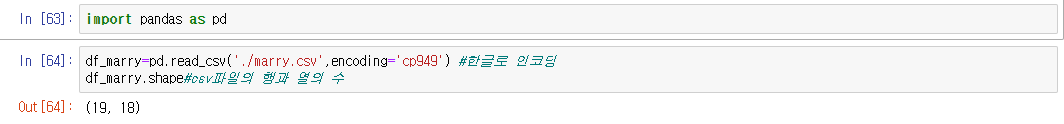 In [63]: import pandas as pd
In [64]: df_marry=pd.read_csv('./marry.csv',encoding='cp949') #한글로 인코딩
df_marry.shape#csv파일의 행과 열의 수
Out[64]: (19, 18)